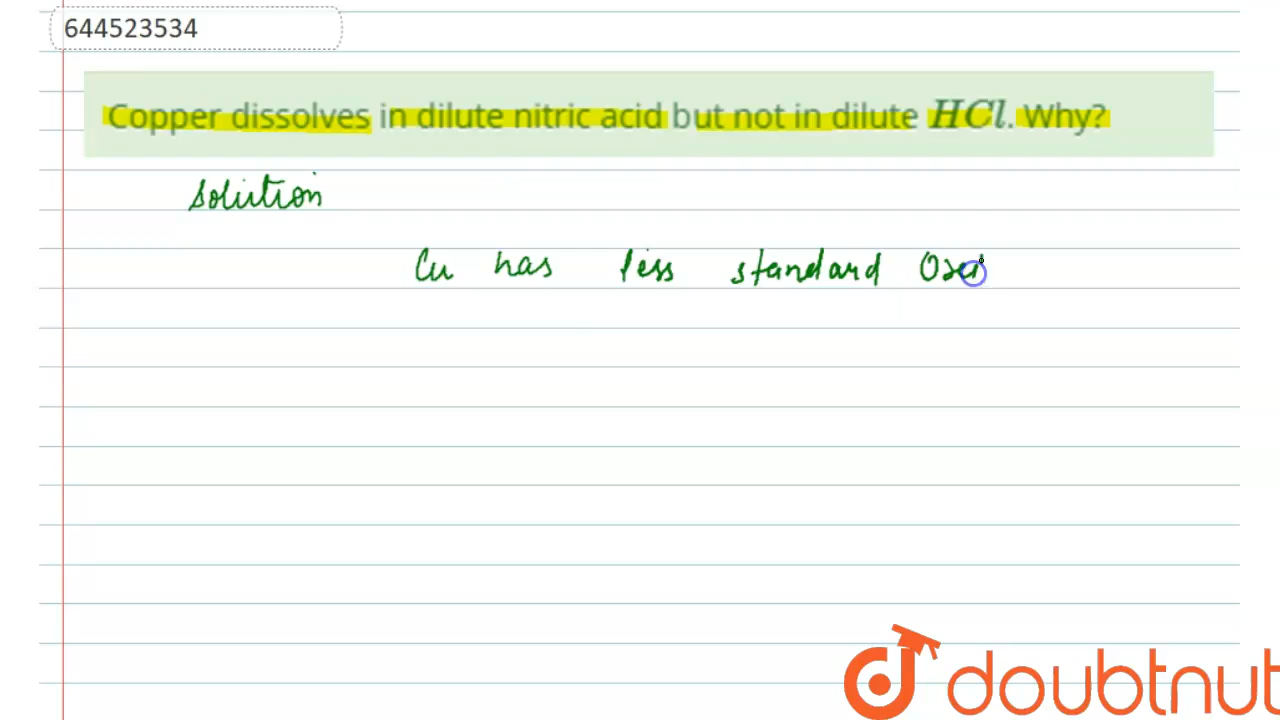 644523534
Copper dissolves in dilute nitric acid but not in dilute HCl. Why?
Solution
Cu has less standard Oxi
doubtnut